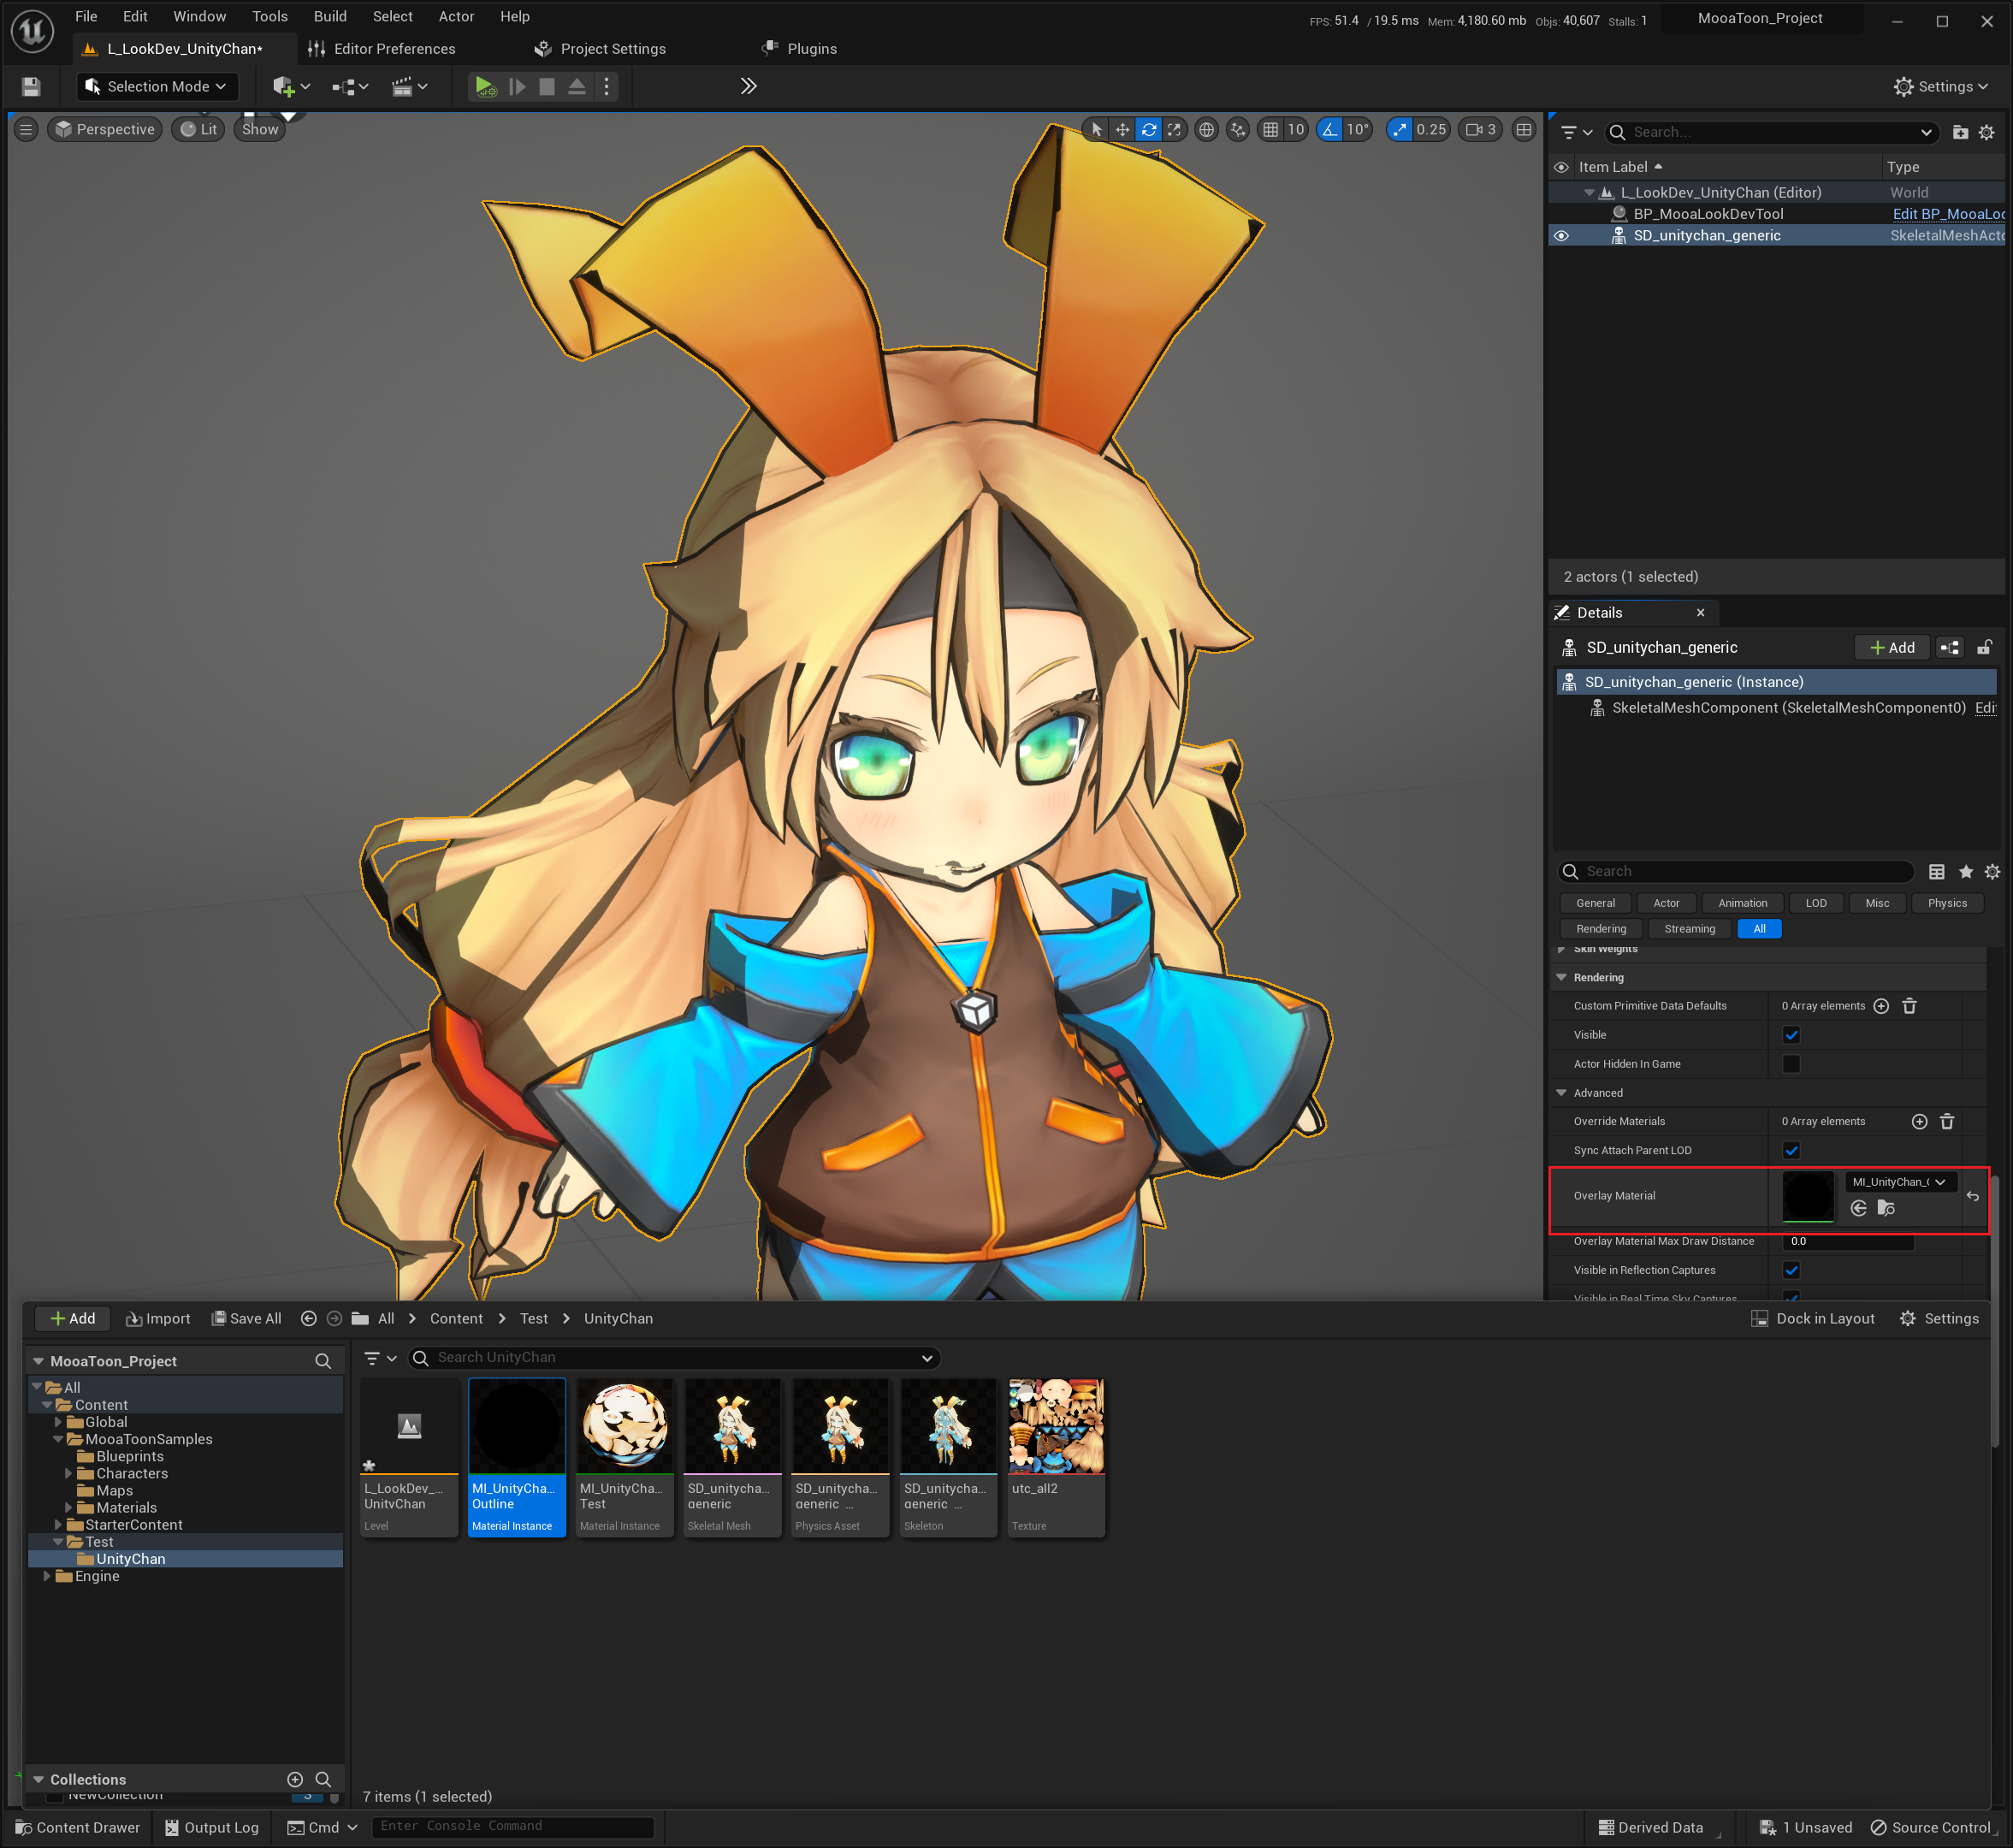 File Edit Window Tools Build Select Actor Help
FPS: 51.4 / 19.5 ms Mem: 4,180.60 mb Objs: 40,607 Stalls: 1
MooaToon_Project
L_LookDev_UnityChan*
Editor Preferences
Project Settings
Plugins
Selection Mode
Settings
Perspective
Lit
Show
10
10°
0.25
3
Search...
Item Label
Type
L_LookDev_UnityChan (Editor) World
BP_MooaLookDevTool Edit BP_MooaLoo
SD_unitychan_generic SkeletalMeshActo
2 actors (1 selected)
Details
SD_unitychan_generic
Add
SD_unitychan_generic (Instance)
SkeletalMeshComponent (SkeletalMeshComponent0) Edi
Search
General Actor Animation LOD Misc Physics
Rendering Streaming All
Skin Weights
Rendering
Custom Primitive Data Defaults 0 Array elements
Visible
Actor Hidden In Game
Advanced
Override Materials 0 Array elements
Sync Attach Parent LOD
Overlay Material MI_UnityChan_(
Overlay Material Max Draw Distance 0.0
Visible in Reflection Captures
Visible in Real Time Sky Captures
Add Import Save All All > Content > Test > UnityChan
Dock in Layout Settings
MooaToon_Project
Search UnityChan
All
Content
Global
MooaToonSamples
Blueprints
Characters
Maps
Materials
StarterContent
Test
UnityChan
Engine
L_LookDev_...
UnityChan
Level
MI_UnityCha...
Outline
Material Instance
MI_UnityCha...
Test
Material Instance
SD_unitycha...
generic
Skeletal Mesh
SD_unitycha...
generic_...
Physics Asset
SD_unitycha...
generic_...
Skeleton
utc_all2
Texture
Collections
NewCollection 3
7 items (1 selected)
Content Drawer Output Log Cmd Enter Console Command
Derived Data 1 Unsaved Source Control